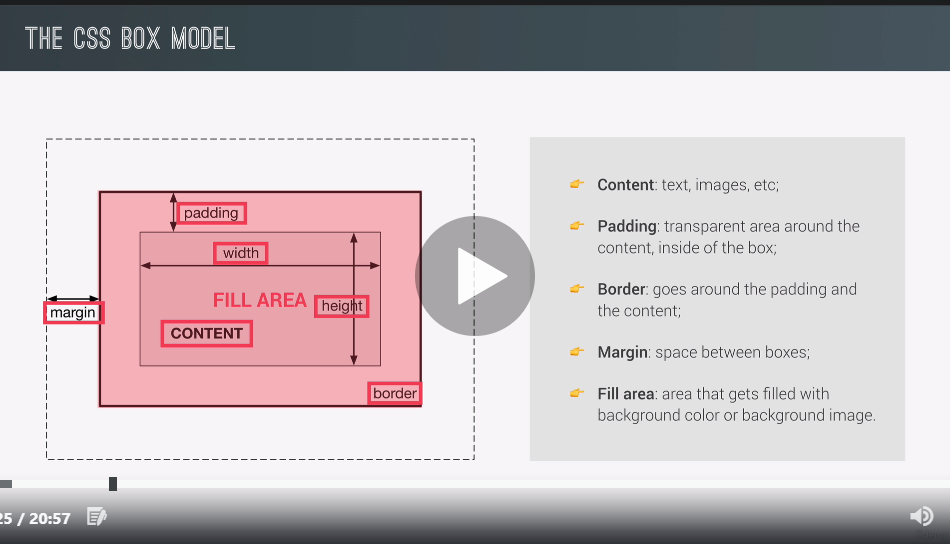 THE CSS BOX MODEL
padding
width
FILL AREA
height
margin
CONTENT
border
Content: text, images, etc;
Padding: transparent area around the
content, inside of the box;
Border: goes around the padding and
the content;
Margin: space between boxes;
Fill area: area that gets filled with
background color or background image.
25 / 20:57